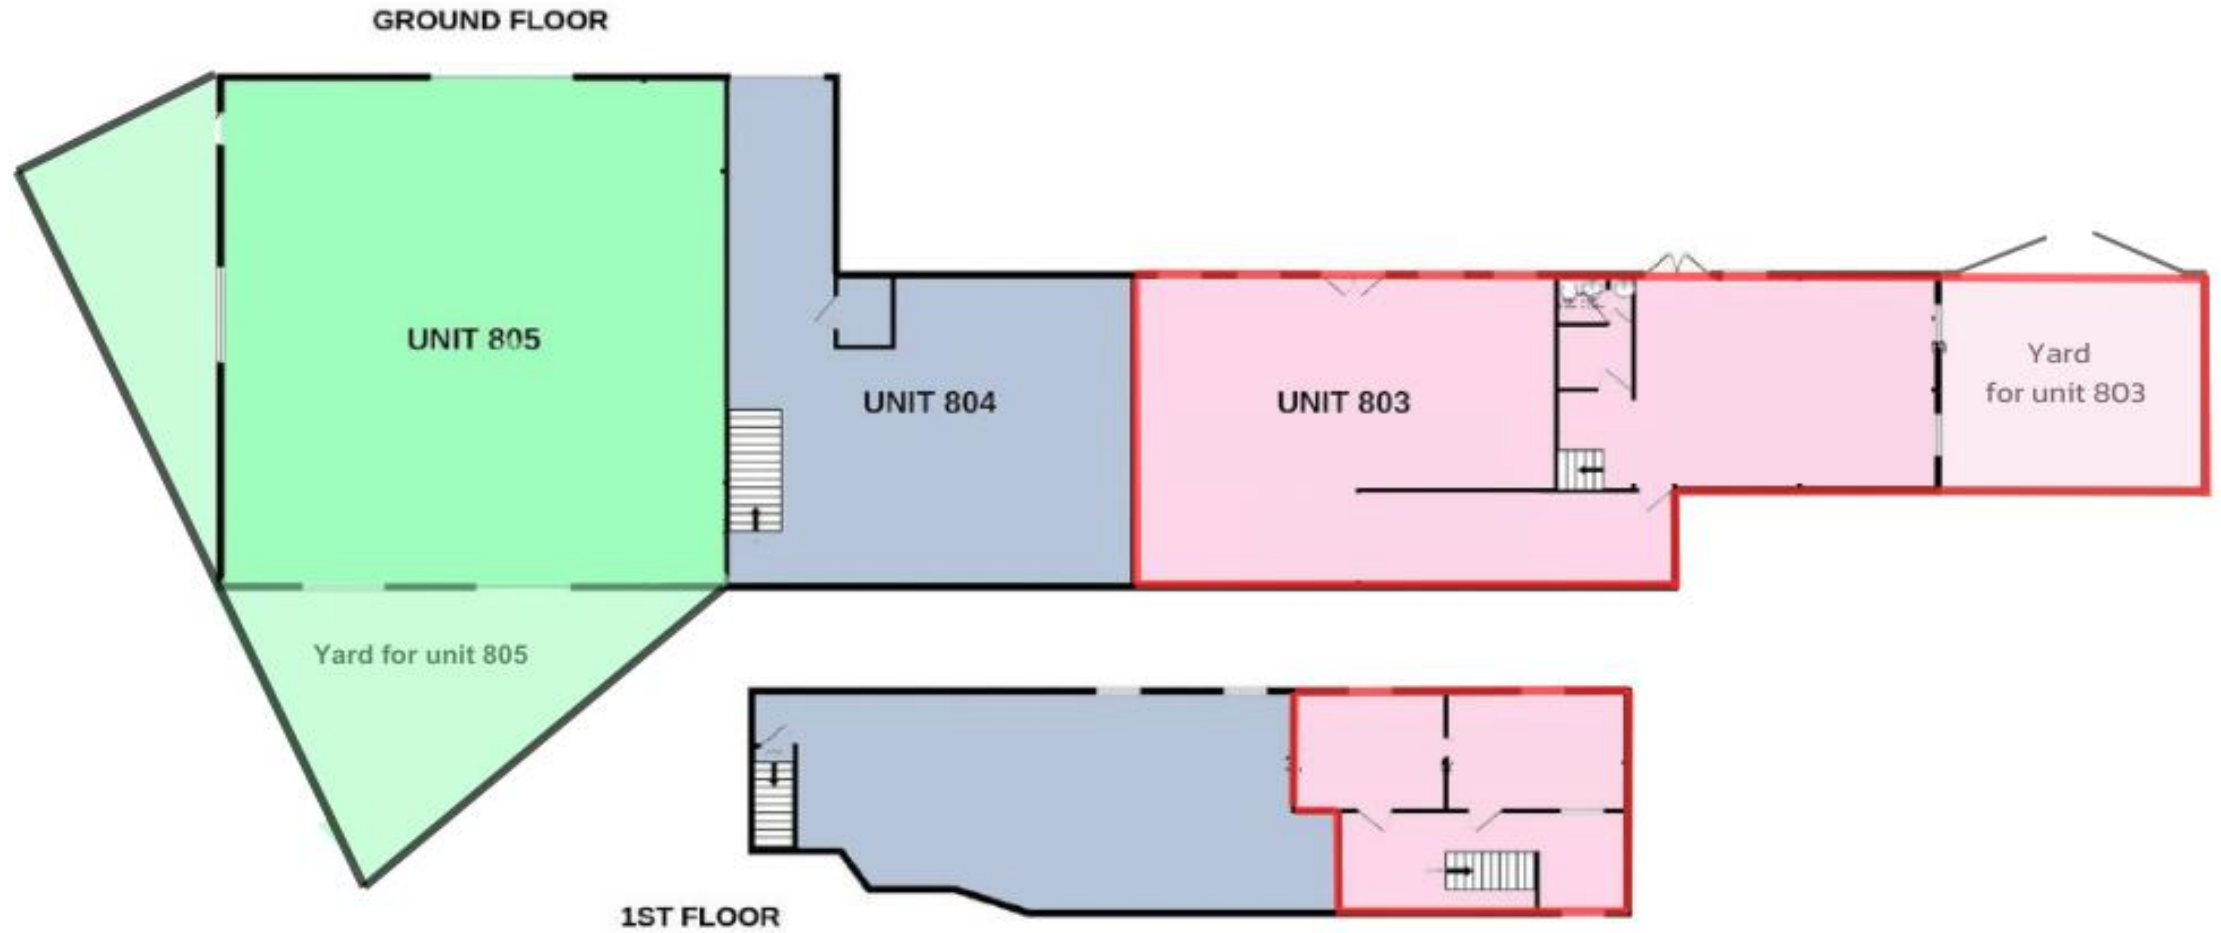 GROUND FLOOR
UNIT 805
UNIT 804
UNIT 803
Yard
for unit 803
Yard for unit 805
1ST FLOOR